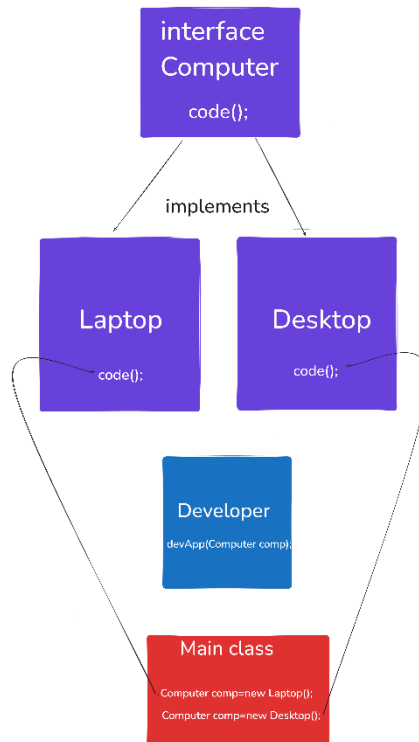 interface
Computer
code();
implements
Laptop
code();
Desktop
code();
Developer
devApp(Computer comp);
Main class
Computer comp=new Laptop();
Computer comp=new Desktop();